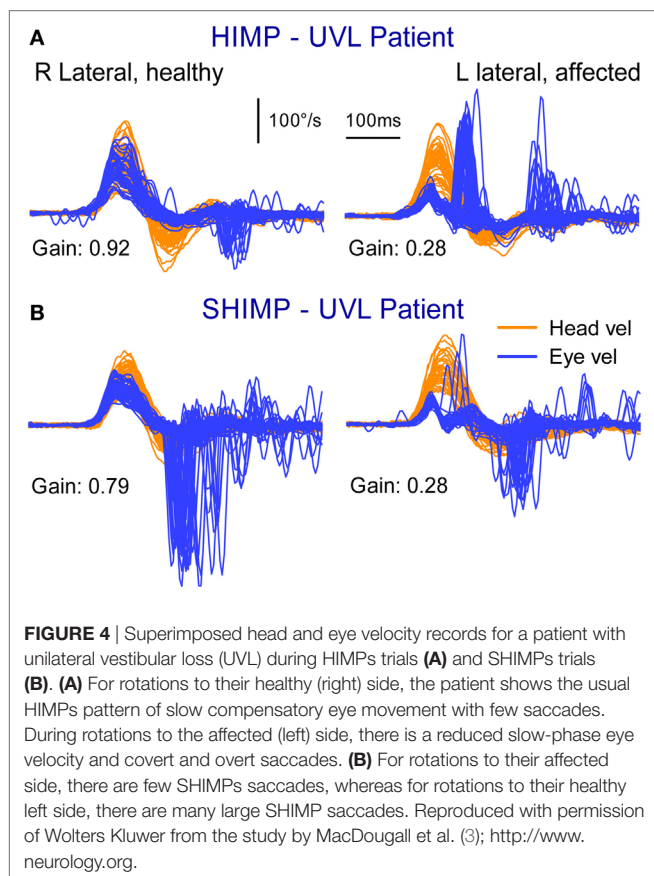 A
HIMP - UVL Patient
R Lateral, healthy
L lateral, affected
100°/s
100ms
Gain: 0.92
Gain: 0.28
B
SHIMP - UVL Patient
Head vel
Eye vel
Gain: 0.79
Gain: 0.28
FIGURE 4 | Superimposed head and eye velocity records for a patient with
unilateral vestibular loss (UVL) during HIMPs trials (A) and SHIMPs trials
(B). (A) For rotations to their healthy (right) side, the patient shows the usual
HIMPs pattern of slow compensatory eye movement with few saccades.
During rotations to the affected (left) side, there is a reduced slow-phase eye
velocity and covert and overt saccades. (B) For rotations to their affected
side, there are few SHIMPs saccades, whereas for rotations to their healthy
left side, there are many large SHIMP saccades. Reproduced with permission
of Wolters Kluwer from the study by MacDougall et al. (3); http://www.
neurology.org.